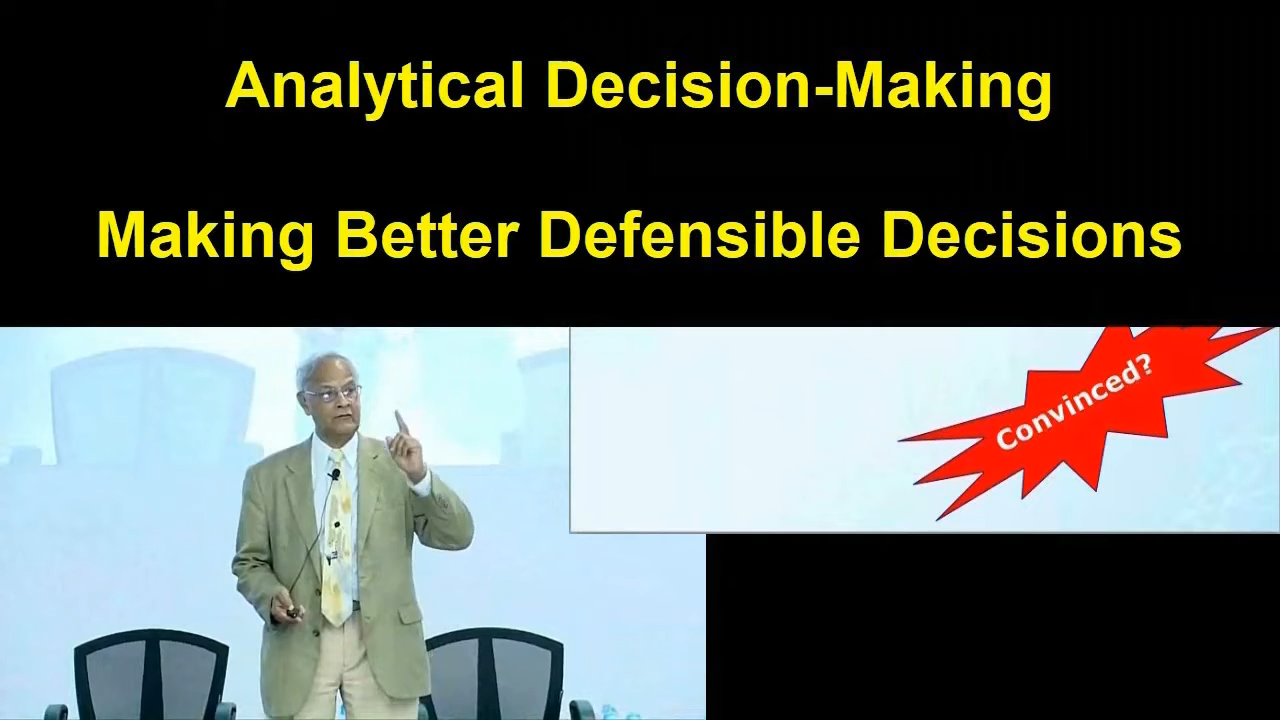 Analytical Decision-Making
Making Better Defensible Decisions
Convinced?